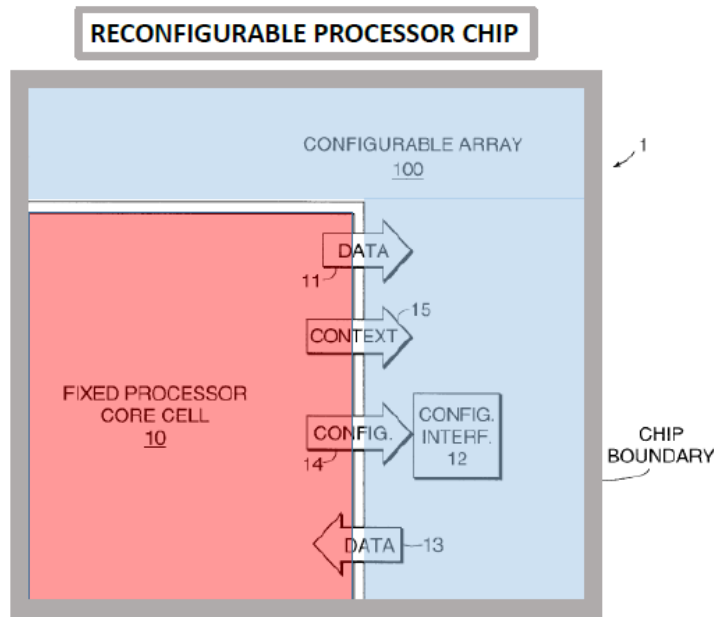 RECONFIGURABLE PROCESSOR CHIP
CONFIGURABLE ARRAY
100
1
DATA
11
15
CONTEXT
FIXED PROCESSOR
CORE CELL
10
CONFIG.
14
CONFIG.
INTERF.
12
CHIP
BOUNDARY
DATA
13